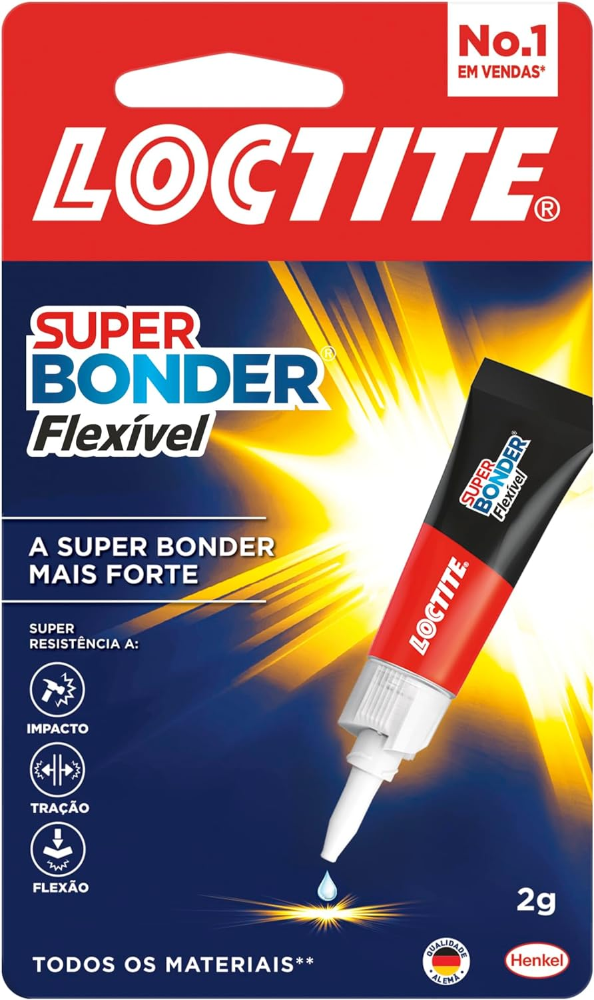 No.1
EM VENDAS*
LOCTITE®
SUPER
BONDER®
Flexível
SUPER
BONDER®
Flexível
LOCTITE®
A SUPER BONDER
MAIS FORTE
SUPER
RESISTÊNCIA A:
IMPACTO
TRAÇÃO
FLEXÃO
2g
TODOS OS MATERIAIS**
QUALIDADE
ALEMÃ
Henkel